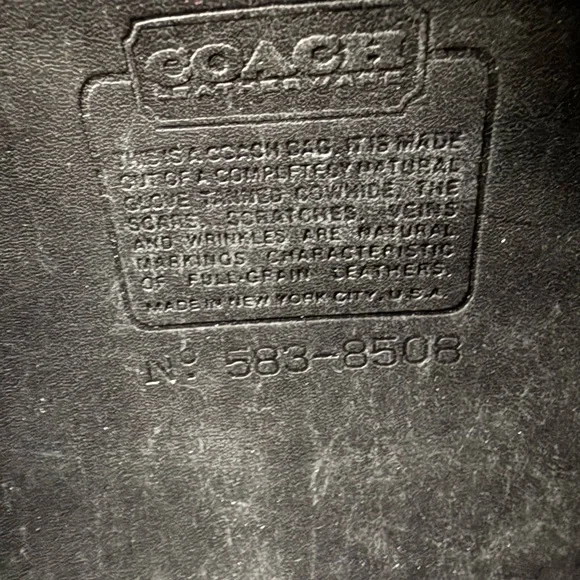 COACH
LEATHERWARE
THIS IS A COACH BAG. IT IS MADE
OUT OF A COMPLETELY NATURAL
GLOVE TANNED COWHIDE. THE
SCARS, SCRATCHES, VEINS
AND WRINKLES ARE NATURAL
MARKINGS CHARACTERISTIC
OF FULL-GRAIN LEATHERS.
MADE IN NEW YORK CITY, U.S.A.
Nº 583-8508